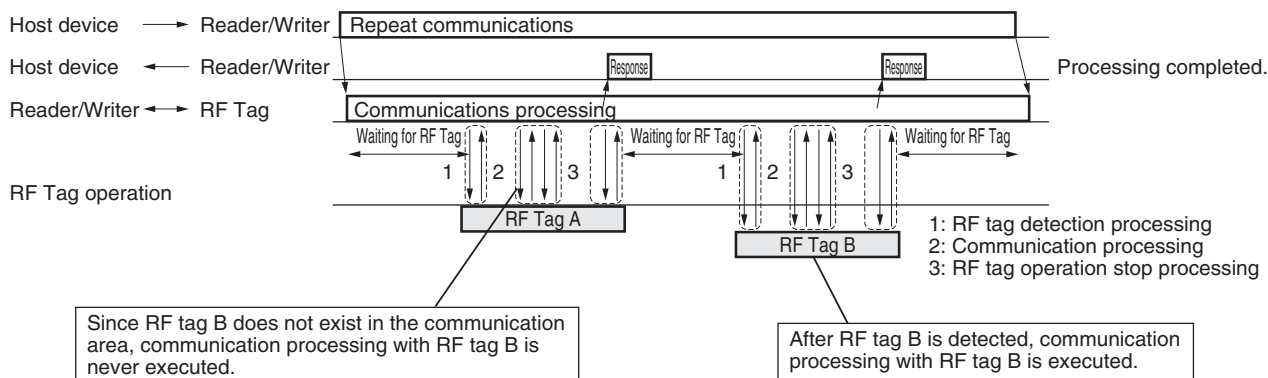 Host device → Reader/Writer Repeat communications
Host device ← Reader/Writer Response Response Processing completed.
Reader/Writer ↔ RF Tag Communications processing
Waiting for RF Tag Waiting for RF Tag Waiting for RF Tag
1 2 3 1 2 3
RF Tag operation
RF Tag A
RF Tag B
1: RF tag detection processing
2: Communication processing
3: RF tag operation stop processing
Since RF tag B does not exist in the communication
area, communication processing with RF tag B is
never executed.
After RF tag B is detected, communication
processing with RF tag B is executed.